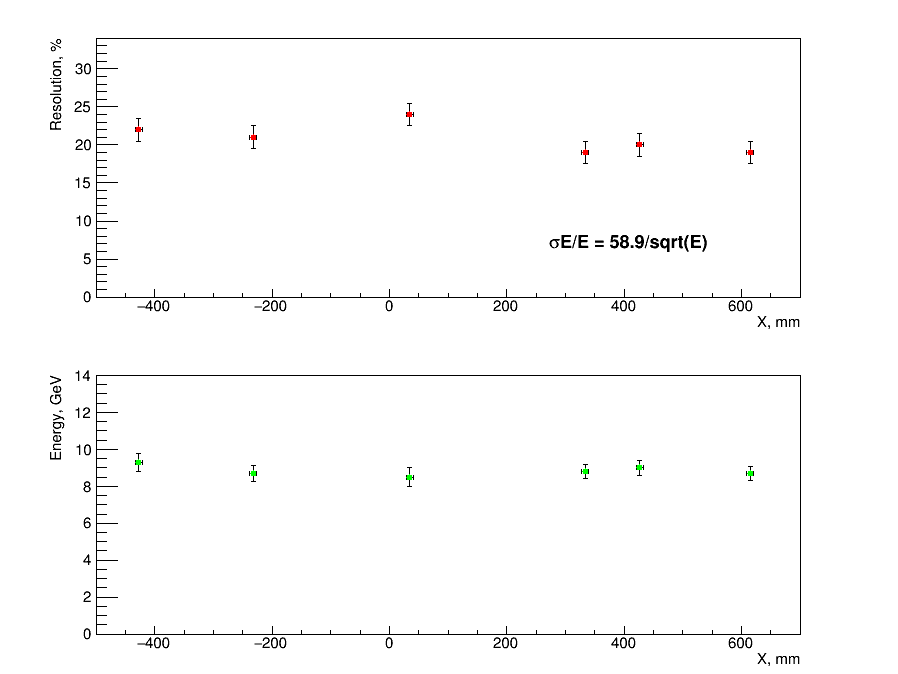 Resolution, %
30
25
20
15
10
5
0
σE/E = 58.9/sqrt(E)
−400 −200 0 200 400 600
X, mm
Energy, GeV
14
12
10
8
6
4
2
0
−400 −200 0 200 400 600
X, mm